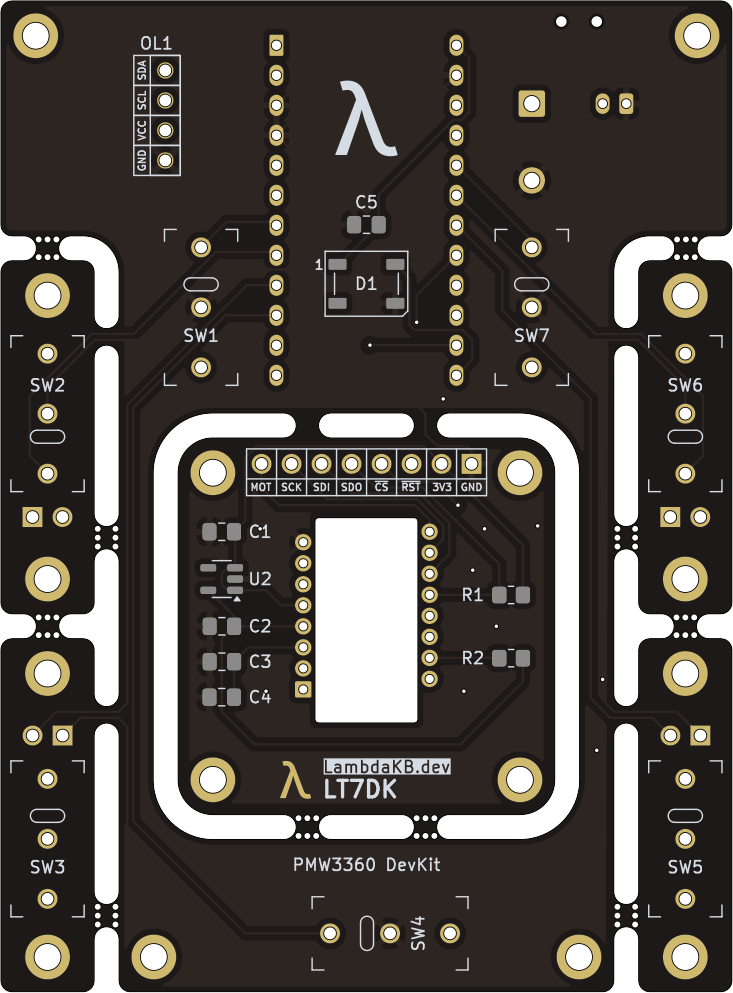 OL1
SDA
SCL
VCC
GND
λ
C5
1
D1
SW1
SW7
SW2
SW6
MOT SCK SDI SDO CS RST 3V3 GND
C1
U2
R1
C2
C3
R2
C4
λ LambdaKB.dev
LT7DK
PMW3360 DevKit
SW3
SW5
SW4